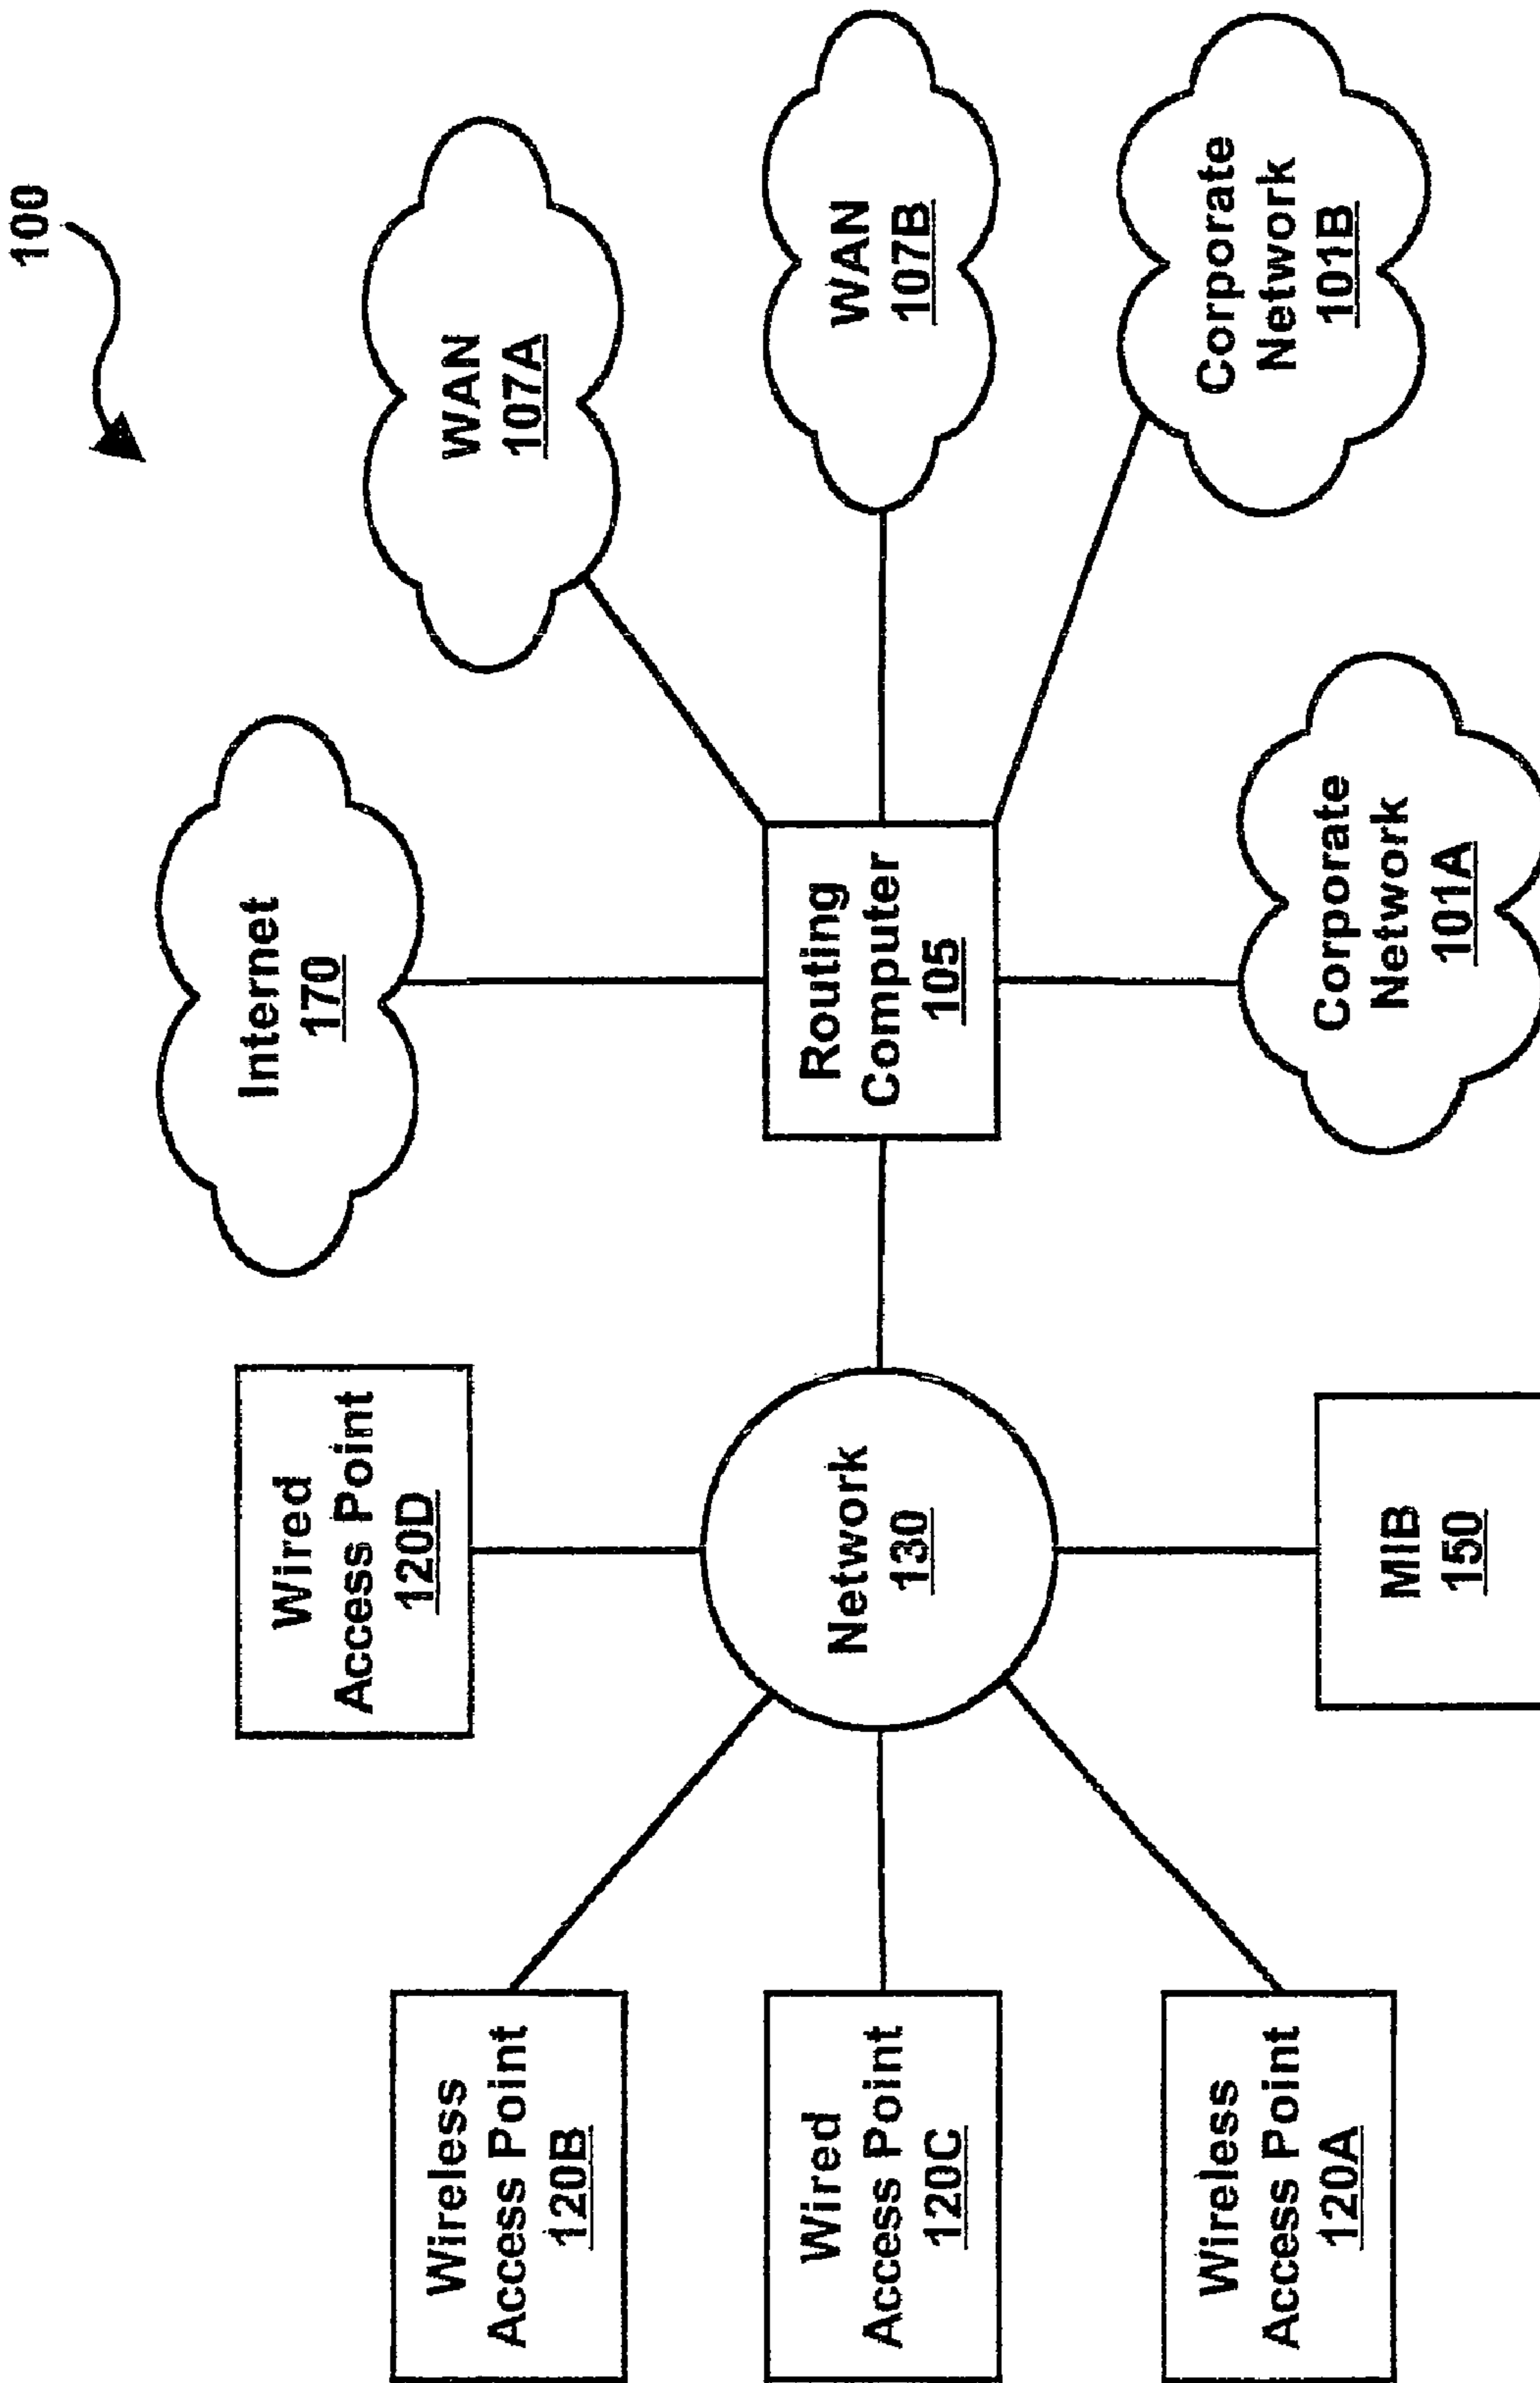 100
Internet
170
WAN
107A
WAN
107B
Corporate
Network
101B
Corporate
Network
101A
Routing
Computer
105
Wired
Access Point
120D
Network
130
MIB
150
Wireless
Access Point
120B
Wired
Access Point
120C
Wireless
Access Point
120A